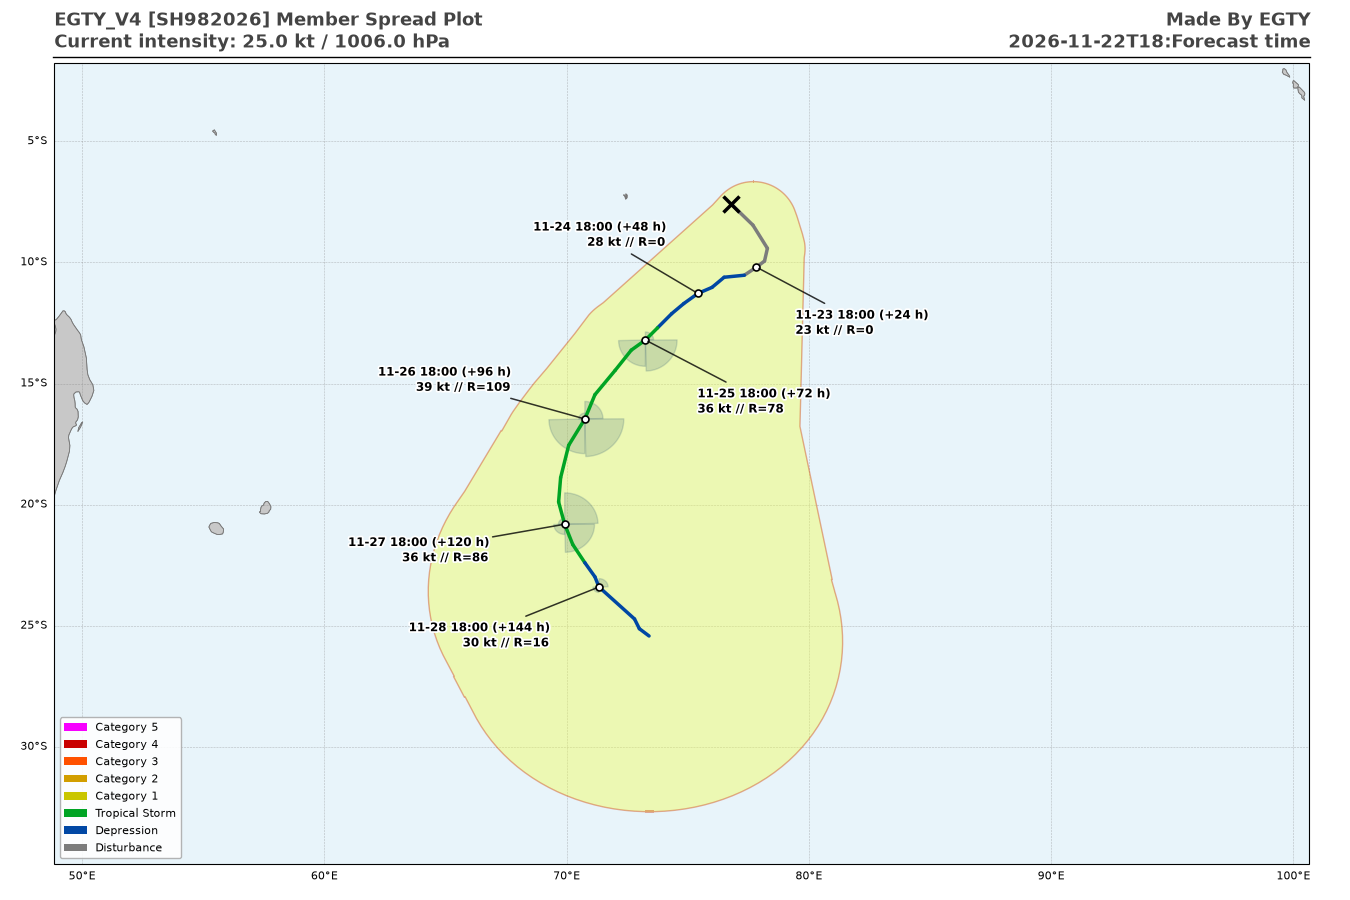 EGTY_V4 [SH982026] Member Spread Plot
Current intensity: 25.0 kt / 1006.0 hPa
Made By EGTY
2026-11-22T18:Forecast time
5°S
10°S
15°S
20°S
25°S
30°S
11-24 18:00 (+48 h)
28 kt // R=0
11-23 18:00 (+24 h)
23 kt // R=0
11-26 18:00 (+96 h)
39 kt // R=109
11-25 18:00 (+72 h)
36 kt // R=78
11-27 18:00 (+120 h)
36 kt // R=86
11-28 18:00 (+144 h)
30 kt // R=16
Category 5
Category 4
Category 3
Category 2
Category 1
Tropical Storm
Depression
Disturbance
50°E
60°E
70°E
80°E
90°E
100°E